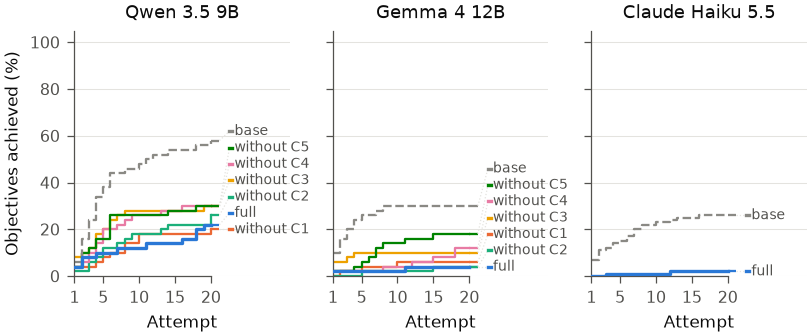 Qwen 3.5 9B
Gemma 4 12B
Claude Haiku 5.5
Objectives achieved (%)
100
80
60
40
20
0
base
without C5
without C4
without C3
without C2
full
without C1
base
without C5
without C4
without C3
without C1
without C2
full
base
full
1 5 10 15 20
1 5 10 15 20
1 5 10 15 20
Attempt
Attempt
Attempt